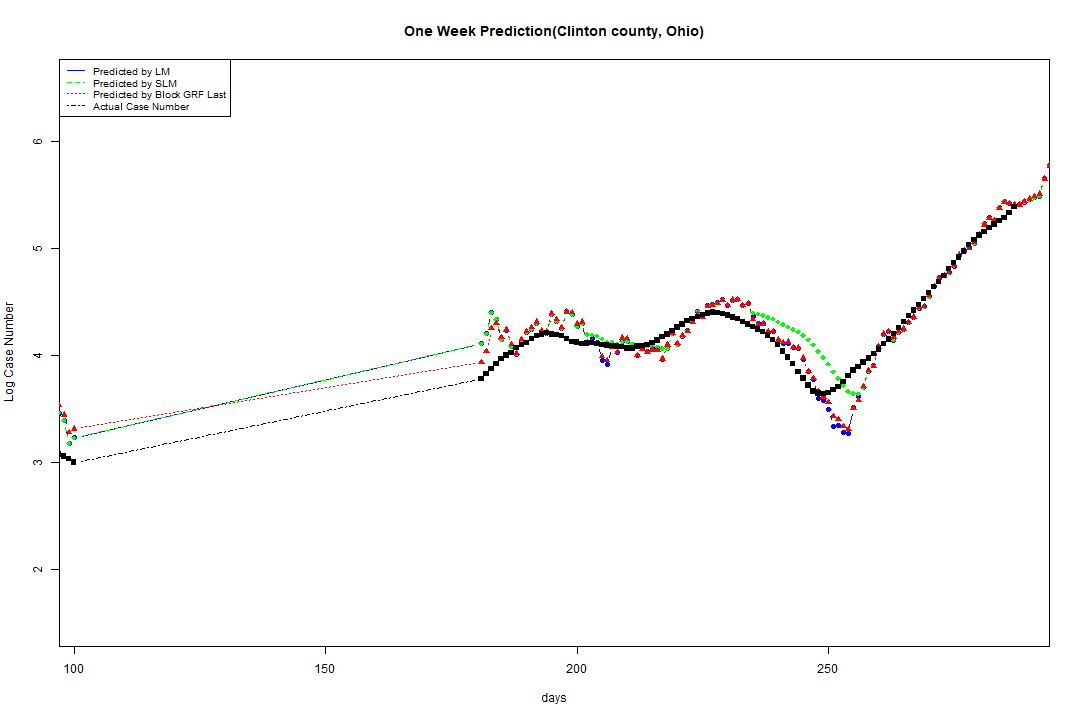 One Week Prediction(Clinton county, Ohio)
Predicted by LM
Predicted by SLM
Predicted by Block GRF Last
Actual Case Number
6
5
4
3
2
Log Case Number
100 150 200 250
days